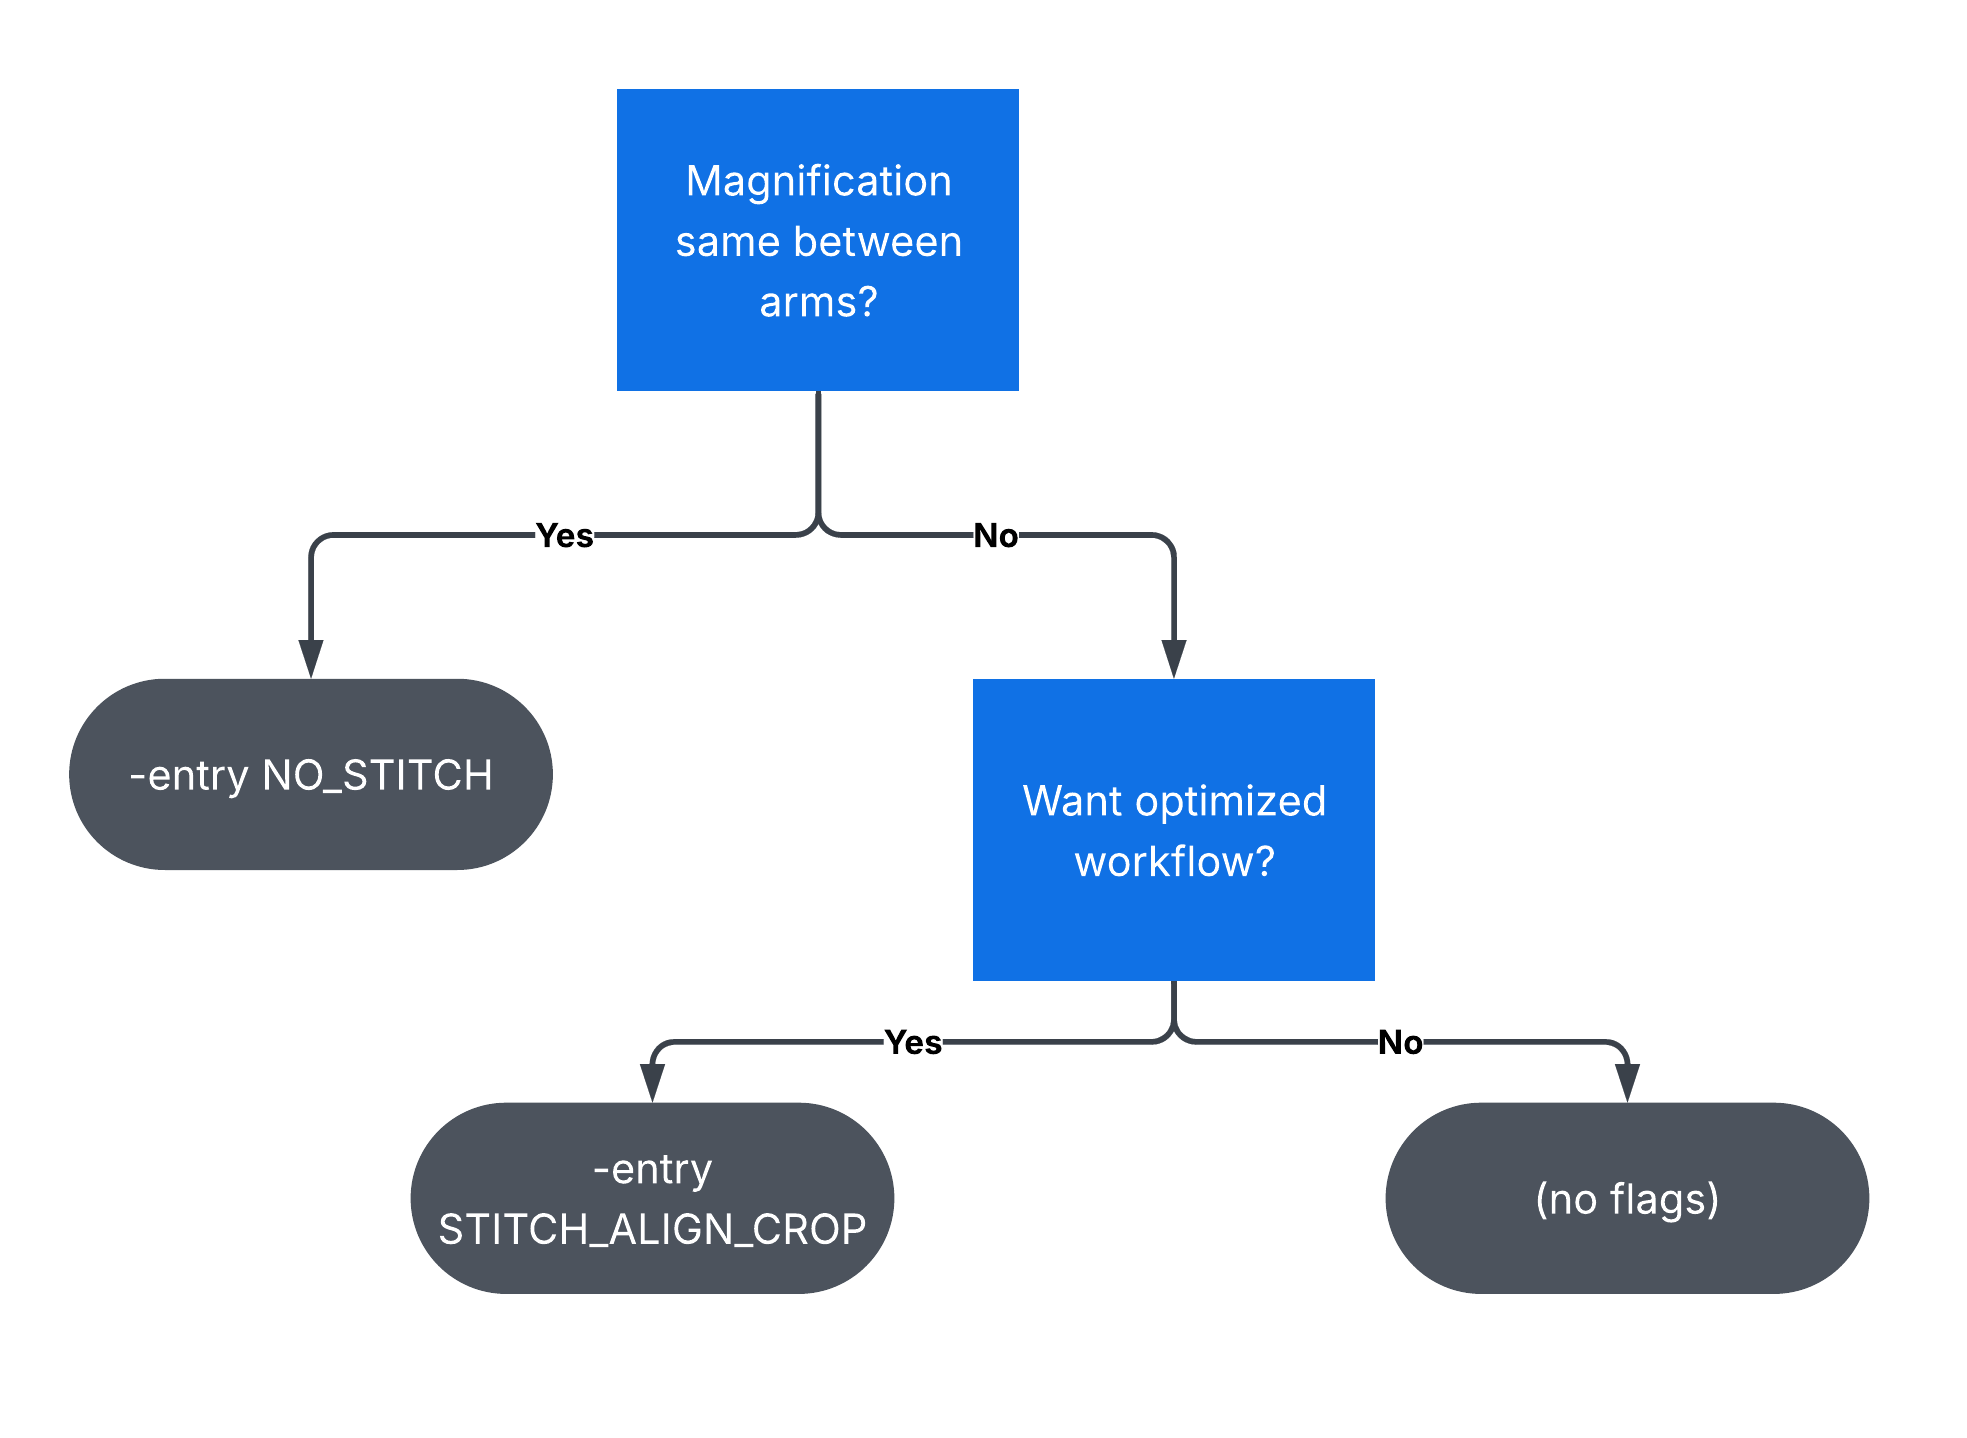 Magnification
same between
arms?
Yes
No
-entry NO_STITCH
Want optimized
workflow?
Yes
No
-entry
STITCH_ALIGN_CROP
(no flags)